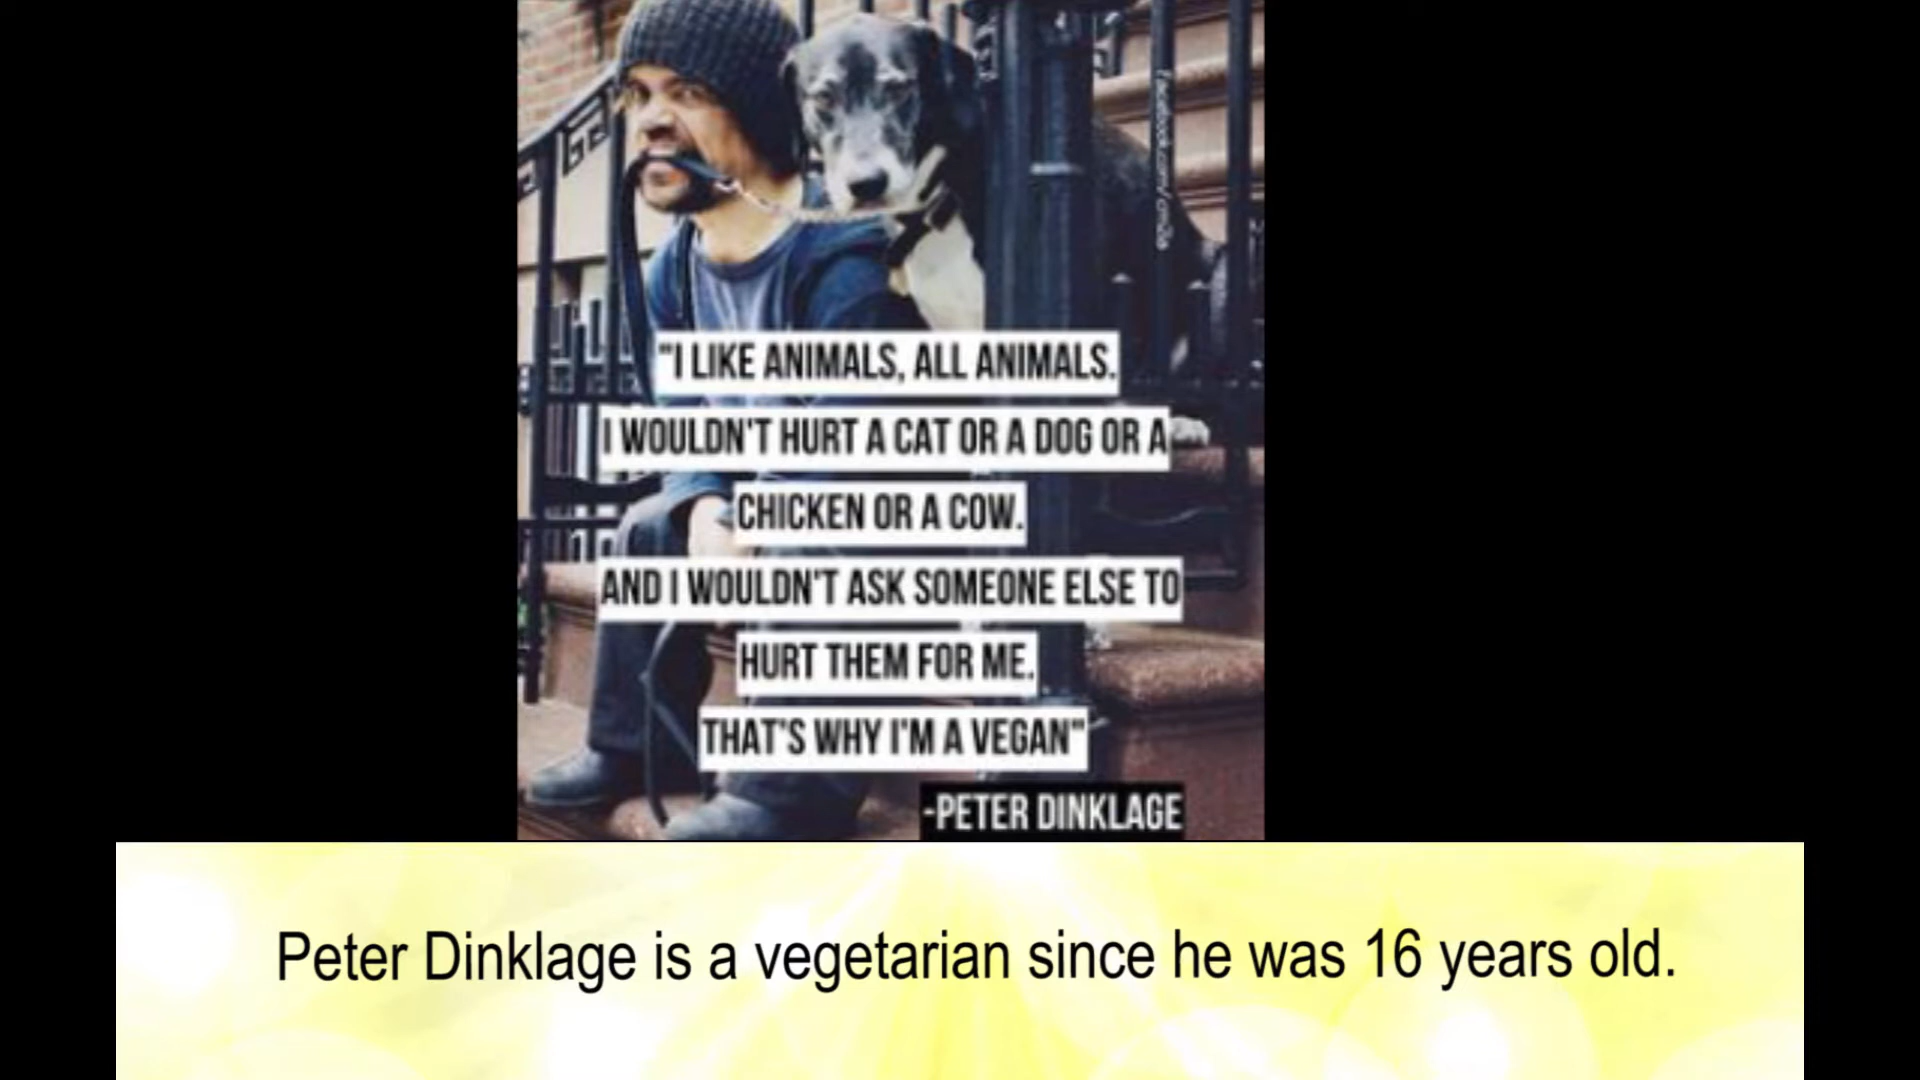 "I LIKE ANIMALS, ALL ANIMALS.
I WOULDN'T HURT A CAT OR A DOG OR A
CHICKEN OR A COW.
AND I WOULDN'T ASK SOMEONE ELSE TO
HURT THEM FOR ME.
THAT'S WHY I'M A VEGAN"
-PETER DINKLAGE
Peter Dinklage is a vegetarian since he was 16 years old.